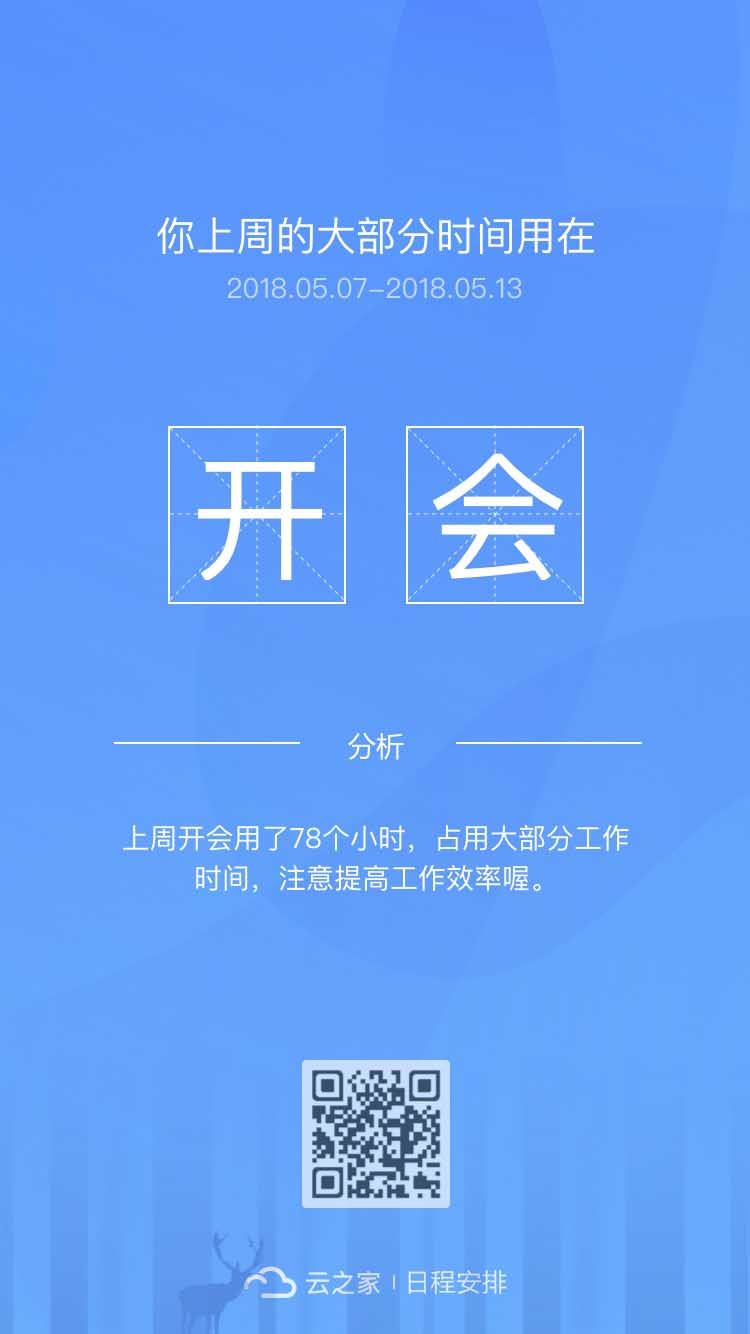 你上周的大部分时间用在
2018.05.07-2018.05.13
开会
分析
上周开会用了78个小时，占用大部分工作
时间，注意提高工作效率喔。
云之家 | 日程安排